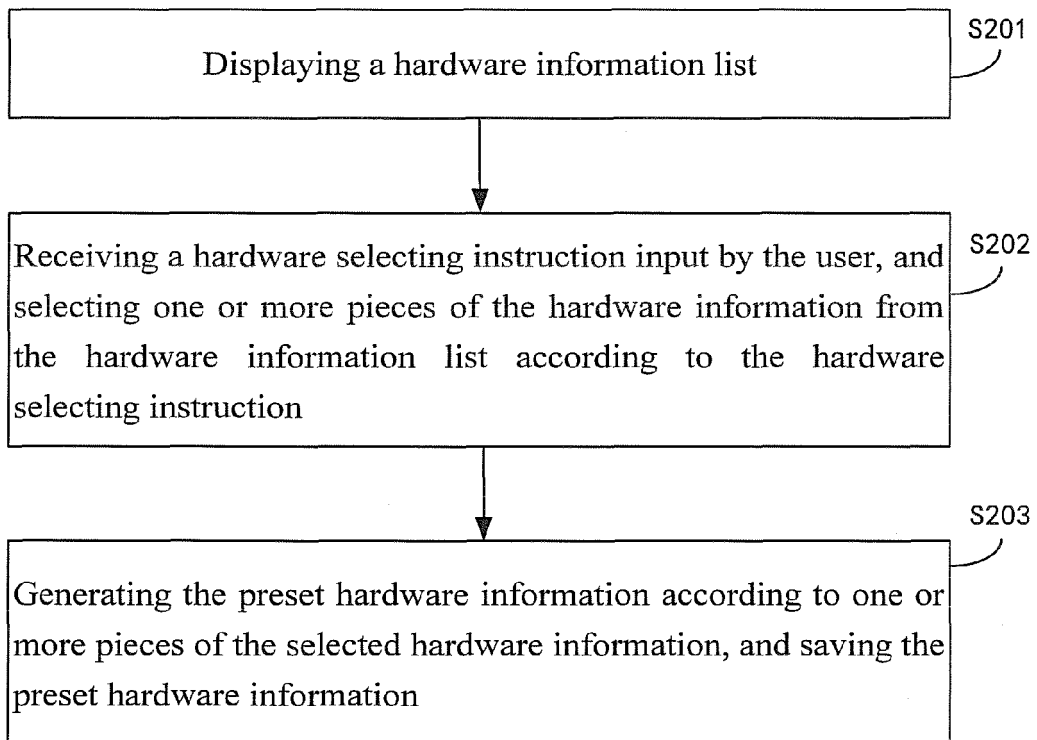 S201
Displaying a hardware information list
S202
Receiving a hardware selecting instruction input by the user, and
selecting one or more pieces of the hardware information from
the hardware information list according to the hardware
selecting instruction
S203
Generating the preset hardware information according to one or
more pieces of the selected hardware information, and saving the
preset hardware information